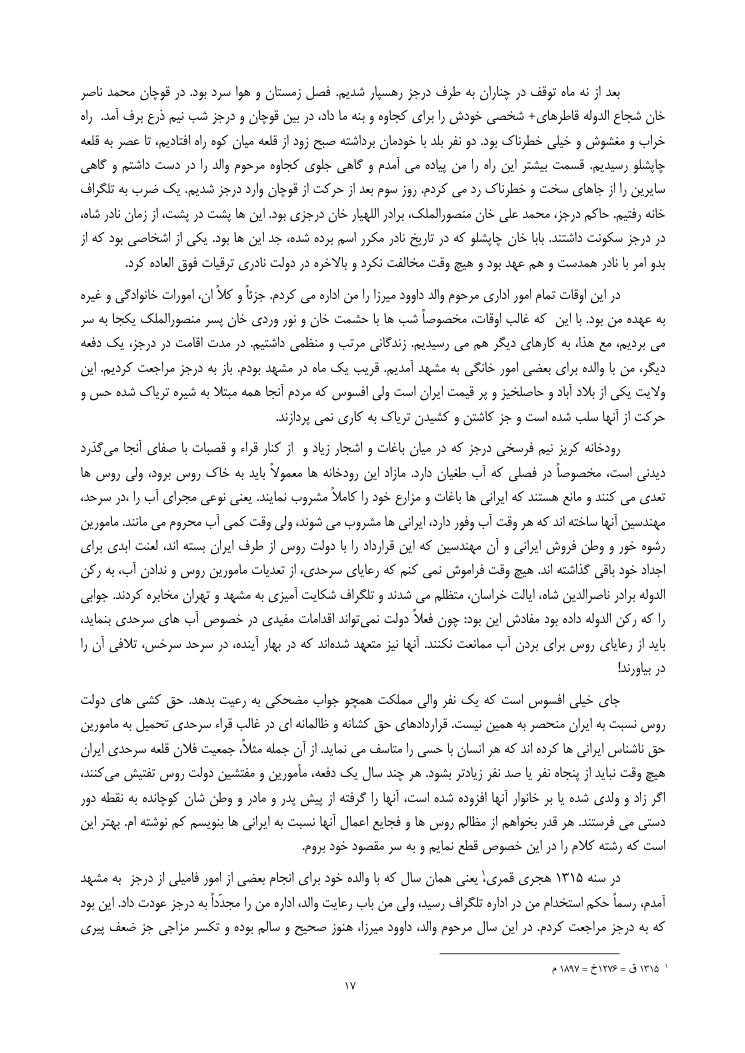 بعد از نه ماه توقف در چناران به طرف درجز رهسپار شدیم. فصل زمستان و هوا سرد بود. در قوچان محمد ناصر
خان شجاع الدوله قاطرهای+ شخصی خودش را برای کجاوه و بنه ما داد، در بین قوچان و درجز شب نیم ذرع برف آمد. راه
خراب و مغشوش و خیلی خطرناک بود. دو نفر بلد با خودمان برداشته صبح زود از قلعه میان کوه راه افتادیم، تا عصر به قلعه
چاپشلو رسیدیم. قسمت بیشتر این راه را من پیاده می آمدم و گاهی جلوی کجاوه مرحوم والد را در دست داشتم و گاهی
سایرین را از جاهای سخت و خطرناک رد می کردم. روز سوم بعد از حرکت از قوچان وارد درجز شدیم. یک ضرب به تلگراف
خانه رفتیم. حاکم درجز، محمد علی خان منصورالملک، برادر اللهیار خان درجزی بود. این ها پشت در پشت، از زمان نادر شاه،
در درجز سکونت داشتند. بابا خان چاپشلو که در تاریخ نادر مکرر اسم برده شده، جد این ها بود. یکی از اشخاصی بود که از
بدو امر با نادر همدست و هم عهد بود و هیچ وقت مخالفت نکرد و بالاخره در دولت نادری ترقیات فوق العاده کرد.
در این اوقات تمام امور اداری مرحوم والد داوود میرزا را من اداره می کردم. جزئاً و کلاً ان، امورات خانوادگی و غیره
به عهده من بود. با این که غالب اوقات، مخصوصاً شب ها با حشمت خان و نور وردی خان پسر منصورالملک یکجا به سر
می بردیم، مع هذا، به کارهای دیگر هم می رسیدیم. زندگانی مرتب و منظمی داشتیم. در مدت اقامت در درجز، یک دفعه
دیگر، من با والده برای بعضی امور خانگی به مشهد آمدیم. قریب یک ماه در مشهد بودم. باز به درجز مراجعت کردیم. این
ولایت یکی از بلاد آباد و حاصلخیز و پر قیمت ایران است ولی افسوس که مردم آنجا همه مبتلا به شیره تریاک شده حس و
حرکت از آنها سلب شده است و جز کاشتن و کشیدن تریاک به کاری نمی پردازند.
رودخانه کریز نیم فرسخی درجز که در میان باغات و اشجار زیاد و از کنار قراء و قصبات با صفای آنجا می‌گذرد
دیدنی است، مخصوصاً در فصلی که آب طغیان دارد. مازاد این رودخانه ها معمولاً باید به خاک روس برود، ولی روس ها
تعدی می کنند و مانع هستند که ایرانی ها باغات و مزارع خود را کاملاً مشروب نمایند. یعنی نوعی مجرای آب را ،در سرحد،
مهندسین آنها ساخته اند که هر وقت آب وفور دارد، ایرانی ها مشروب می شوند، ولی وقت کمی آب محروم می مانند. مامورین
رشوه خور و وطن فروش ایرانی و آن مهندسین که این قرارداد را با دولت روس از طرف ایران بسته اند، لعنت ابدی برای
اجداد خود باقی گذاشته اند. هیچ وقت فراموش نمی کنم که رعایای سرحدی، از تعدیات مامورین روس و ندادن آب، به رکن
الدوله برادر ناصرالدین شاه، ایالت خراسان، متظلم می شدند و تلگراف شکایت آمیزی به مشهد و تهران مخابره کردند. جوابی
را که رکن الدوله داده بود مفادش این بود: چون فعلاً دولت نمی‌تواند اقدامات مفیدی در خصوص آب های سرحدی بنماید،
باید از رعایای روس برای بردن آب ممانعت نکنند. آنها نیز متعهد شده‌اند که در بهار آینده، در سرحد سرخس، تلافی آن را
در بیاورند!
جای خیلی افسوس است که یک نفر والی مملکت همچو جواب مضحکی به رعیت بدهد. حق کشی های دولت
روس نسبت به ایران منحصر به همین نیست. قراردادهای حق کشانه و ظالمانه ای در غالب قراء سرحدی تحمیل به مامورین
حق ناشناس ایرانی ها کرده اند که هر انسان با حسی را متاسف می نماید. از آن جمله مثلاً، جمعیت فلان قلعه سرحدی ایران
هیچ وقت نباید از پنجاه نفر یا صد نفر زیادتر بشود. هر چند سال یک دفعه، مأمورین و مفتشین دولت روس تفتیش می‌کنند،
اگر زاد و ولدی شده یا بر خانوار آنها افزوده شده است، آنها را گرفته از پیش پدر و مادر و وطن شان کوچانده به نقطه دور
دستی می فرستند. هر قدر بخواهم از مظالم روس ها و فجایع اعمال آنها نسبت به ایرانی ها بنویسم کم نوشته ام. بهتر این
است که رشته کلام را در این خصوص قطع نمایم و به سر مقصود خود بروم.
در سنه ۱۳۱۵ هجری قمری،۱ یعنی همان سال که با والده خود برای انجام بعضی از امور فامیلی از درجز به مشهد
آمدم، رسماً حکم استخدام من در اداره تلگراف رسید، ولی من باب رعایت والد، اداره من را مجدّداً به درجز عودت داد. این بود
که به درجز مراجعت کردم. در این سال مرحوم والد، داوود میرزا، هنوز صحیح و سالم بوده و تکسر مزاجی جز ضعف پیری
۱ ۱۳۱۵ ق = ۱۲۷۶خ = ۱۸۹۷ م
۱۷